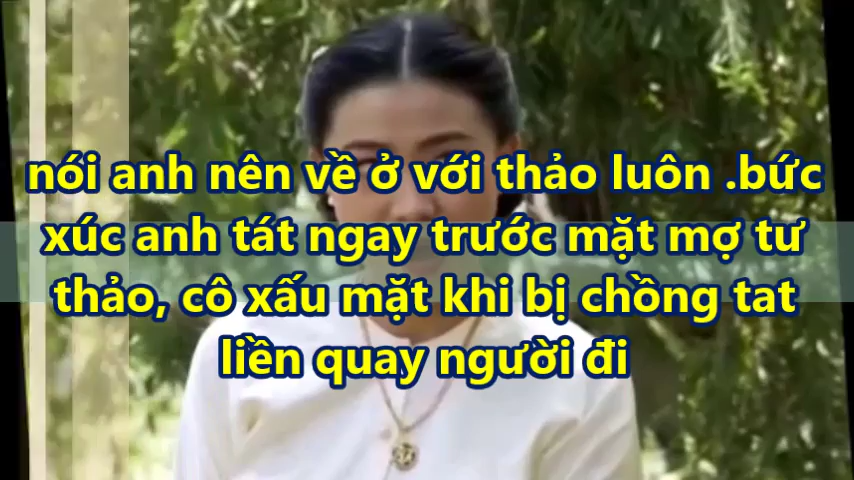 nói anh nên về ở với thảo luôn .bức
xúc anh tát ngay trước mặt mợ tư
thảo, cô xấu mặt khi bị chồng tat
liền quay người đi